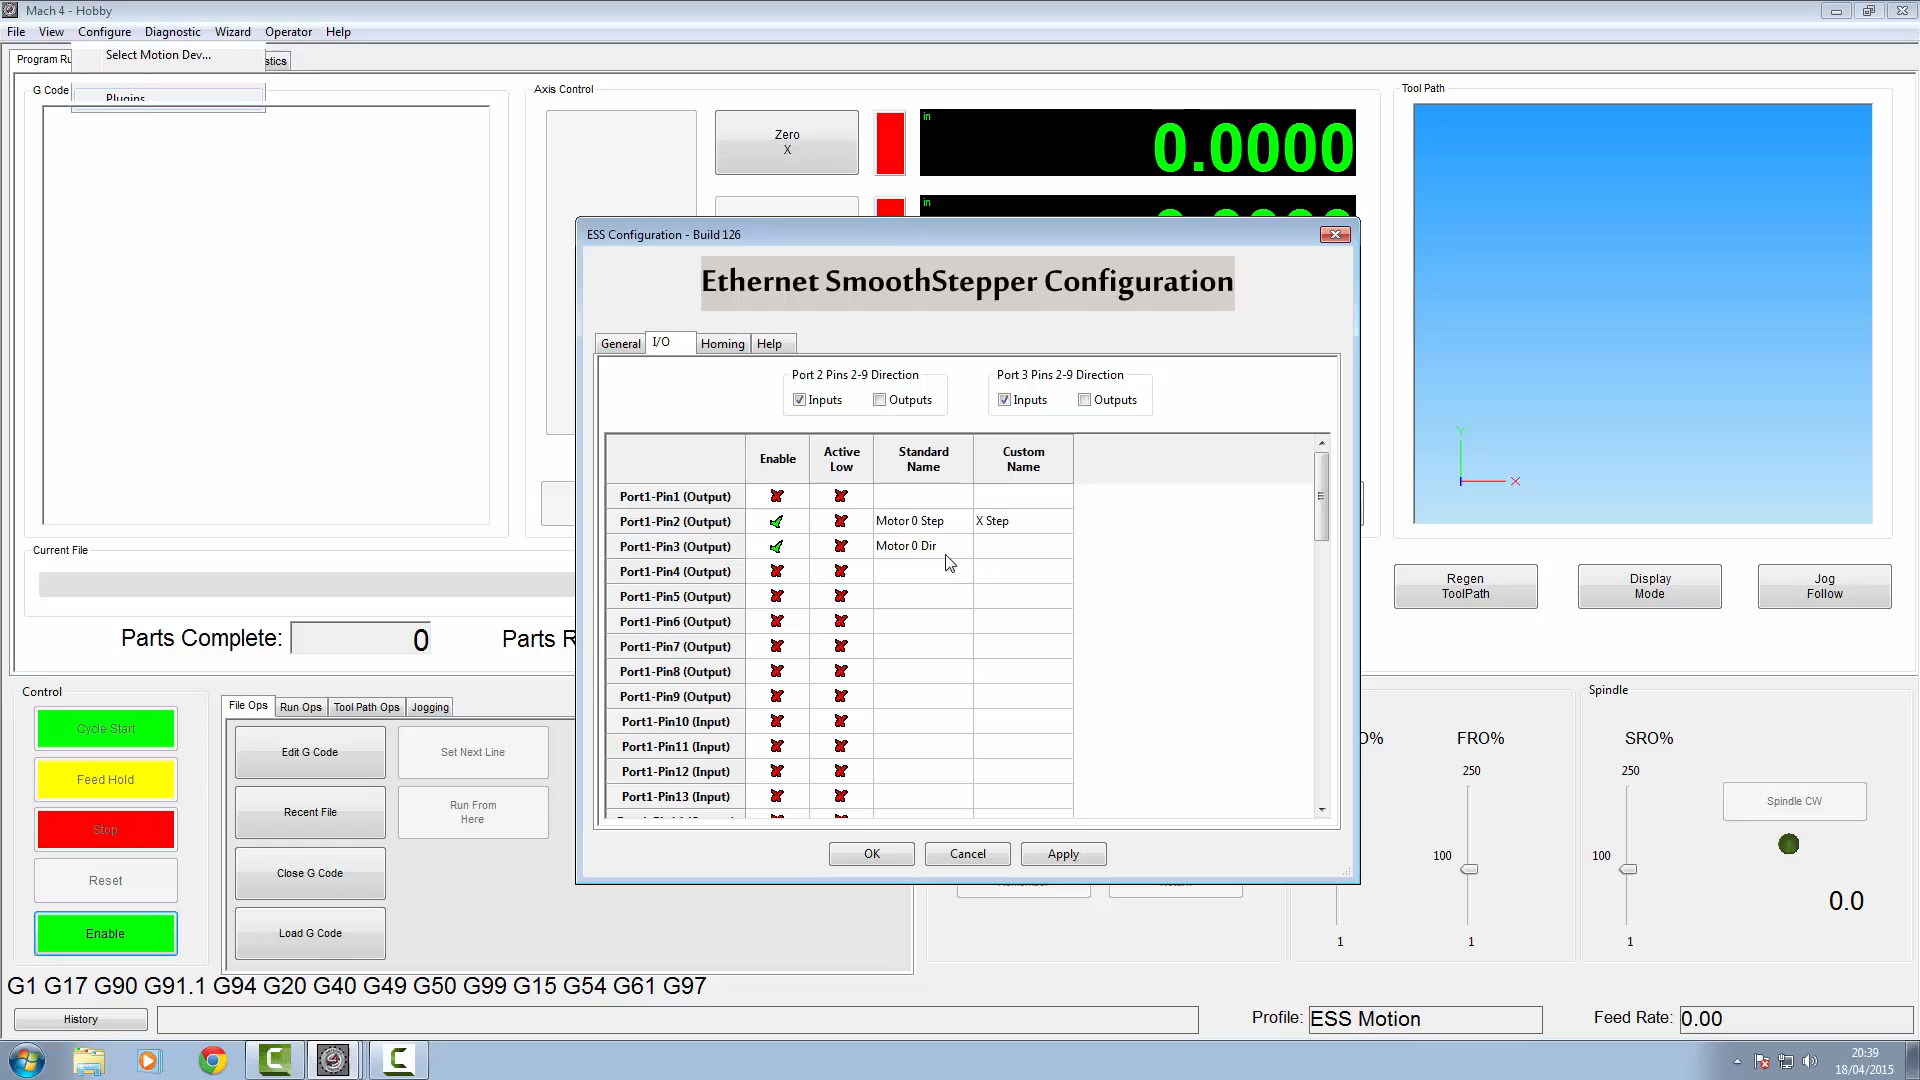 Mach 4 - Hobby
File View Configure Diagnostic Wizard Operator Help
Select Motion Dev...
Program Ru
stics
Plugins
G Code
Axis Control
Tool Path
Zero
X
in
0.0000
in
ESS Configuration - Build 126
Ethernet SmoothStepper Configuration
General I/O Homing Help
Port 2 Pins 2-9 Direction
Inputs Outputs
Port 3 Pins 2-9 Direction
Inputs Outputs
Enable Active Low Standard Name Custom Name
Port1-Pin1 (Output)
Port1-Pin2 (Output) Motor 0 Step X Step
Port1-Pin3 (Output) Motor 0 Dir
Port1-Pin4 (Output)
Port1-Pin5 (Output)
Port1-Pin6 (Output)
Port1-Pin7 (Output)
Port1-Pin8 (Output)
Port1-Pin9 (Output)
Port1-Pin10 (Input)
Port1-Pin11 (Input)
Port1-Pin12 (Input)
Port1-Pin13 (Input)
OK Cancel Apply
Y
X
Current File
Regen
ToolPath
Display
Mode
Jog
Follow
Parts Complete: 0 Parts R
Control
Cycle Start
Feed Hold
Stop
Reset
Enable
File Ops Run Ops Tool Path Ops Jogging
Edit G Code
Set Next Line
Recent File
Run From
Here
Close G Code
Load G Code
O%
1
FRO%
250
100
1
Spindle
SRO%
250
100
1
Spindle CW
0.0
G1 G17 G90 G91.1 G94 G20 G40 G49 G50 G99 G15 G54 G61 G97
History
Profile: ESS Motion
Feed Rate: 0.00
20:39
18/04/2015